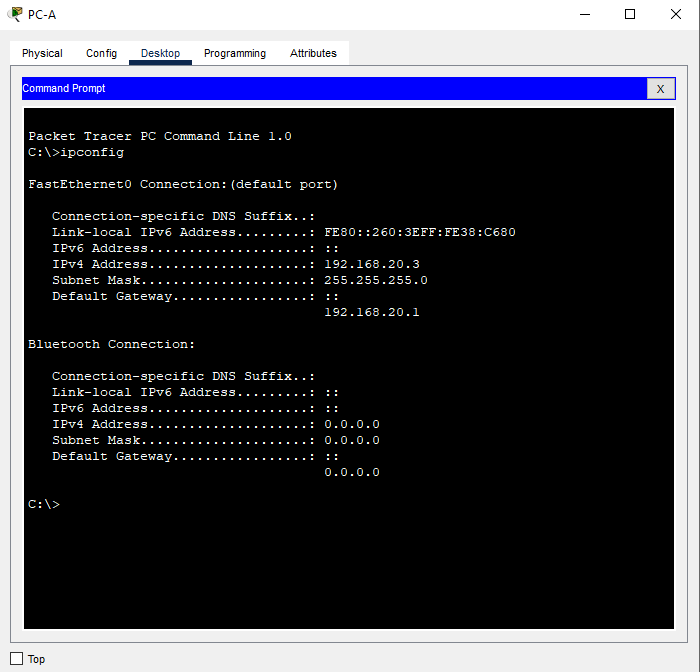 PC-A
Physical Config Desktop Programming Attributes
Command Prompt X
Packet Tracer PC Command Line 1.0
C:\>ipconfig
FastEthernet0 Connection:(default port)
Connection-specific DNS Suffix..:
Link-local IPv6 Address.........: FE80::260:3EFF:FE38:C680
IPv6 Address....................: ::
IPv4 Address....................: 192.168.20.3
Subnet Mask.....................: 255.255.255.0
Default Gateway.................: ::
192.168.20.1
Bluetooth Connection:
Connection-specific DNS Suffix..:
Link-local IPv6 Address.........: ::
IPv6 Address....................: ::
IPv4 Address....................: 0.0.0.0
Subnet Mask.....................: 0.0.0.0
Default Gateway.................: ::
0.0.0.0
C:\>
Top